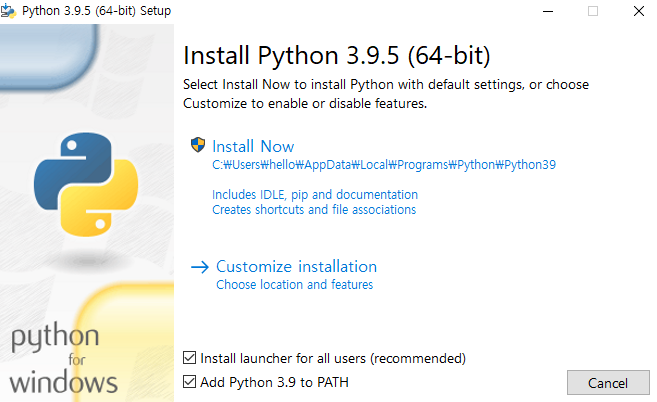 Python 3.9.5 (64-bit) Setup
Install Python 3.9.5 (64-bit)
Select Install Now to install Python with default settings, or choose
Customize to enable or disable features.
Install Now
C:₩Users₩hello₩AppData₩Local₩Programs₩Python₩Python39
Includes IDLE, pip and documentation
Creates shortcuts and file associations
Customize installation
Choose location and features
python
for
windows
Install launcher for all users (recommended)
Add Python 3.9 to PATH
Cancel